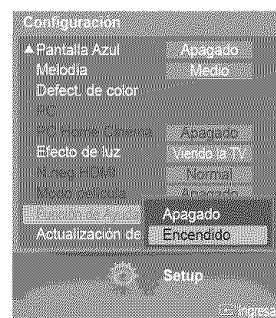 Configuración
▲Pantalla Azul Apagado
Melodía Medio
Defect. de color
PC
PC Home Cinema Apagado
Efecto de luz Viendo la TV
N.neg HDMI Normal
Modo película Apagado
Apagado
Actualización de Encendido
Setup